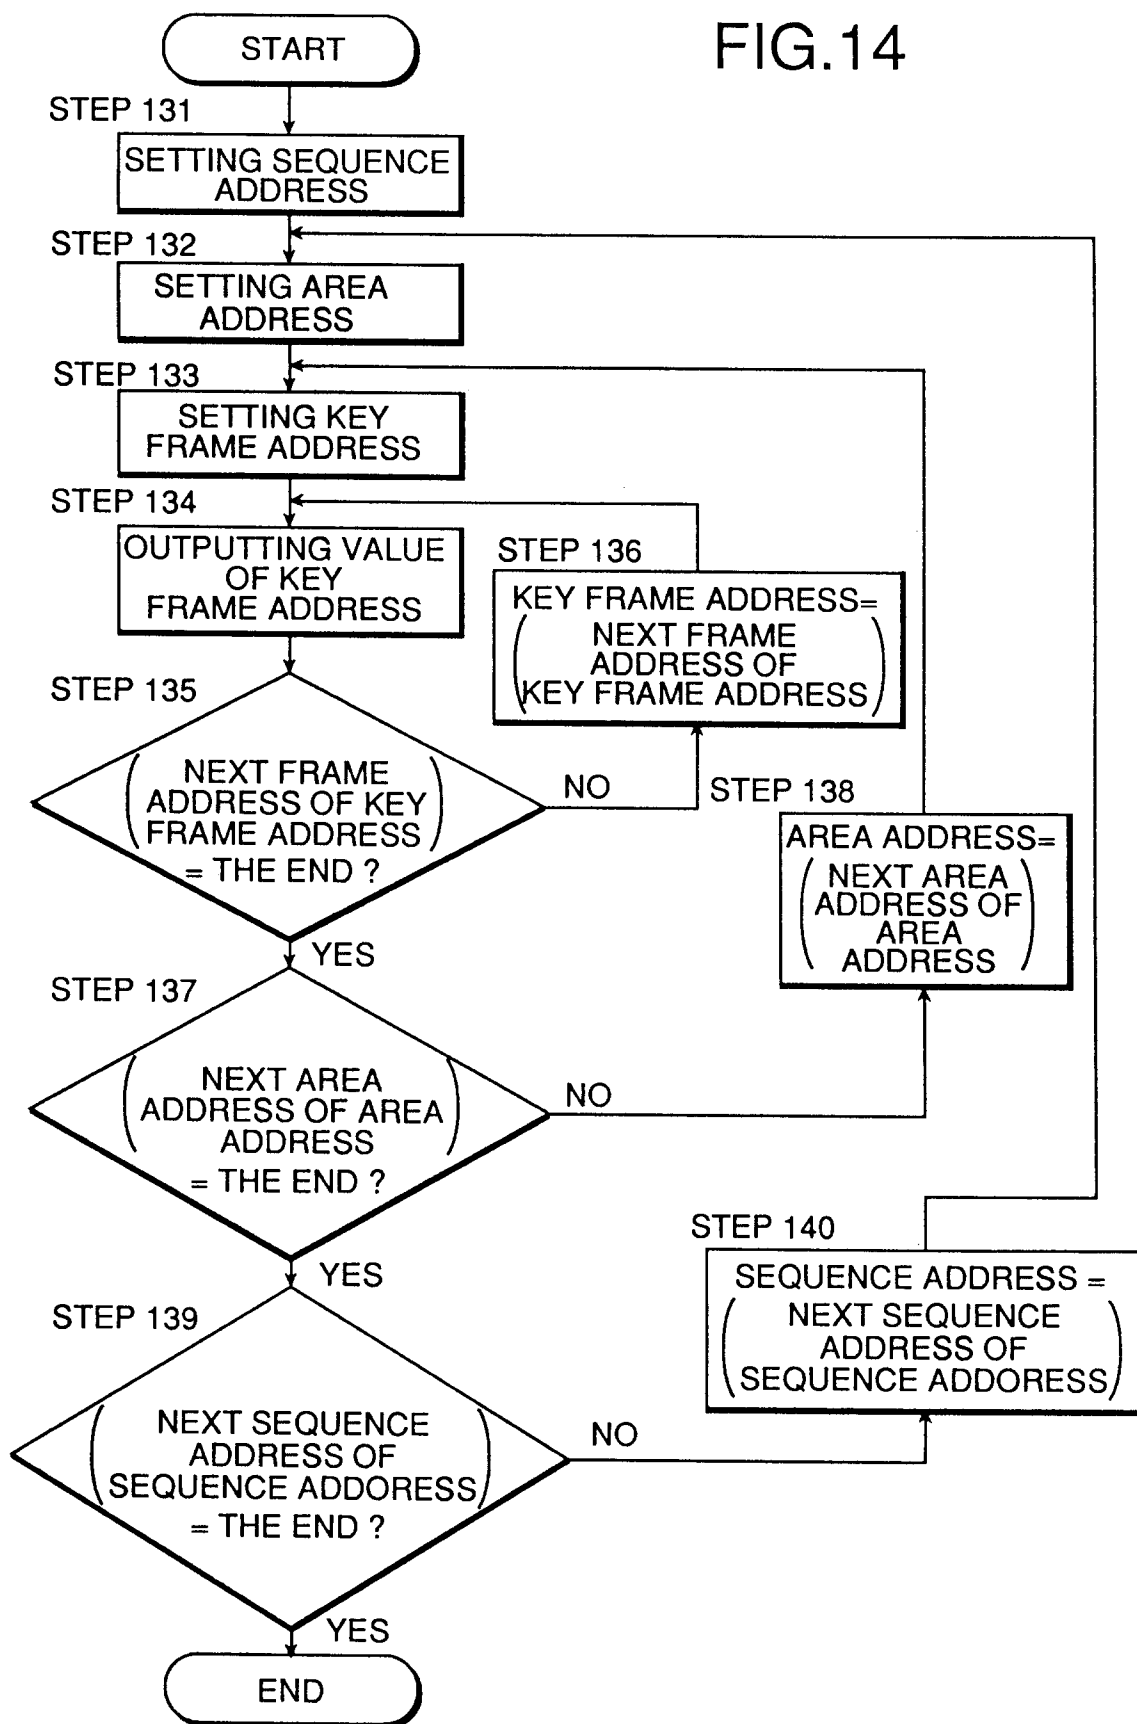 FIG.14
START
STEP 131
SETTING SEQUENCE
ADDRESS
STEP 132
SETTING AREA
ADDRESS
STEP 133
SETTING KEY
FRAME ADDRESS
STEP 134
OUTPUTTING VALUE
OF KEY
FRAME ADDRESS
STEP 136
KEY FRAME ADDRESS=
(NEXT FRAME
ADDRESS OF
KEY FRAME ADDRESS)
STEP 135
(NEXT FRAME
ADDRESS OF KEY
FRAME ADDRESS)
= THE END ?
NO
YES
STEP 138
AREA ADDRESS=
(NEXT AREA
ADDRESS OF
AREA
ADDRESS)
STEP 137
(NEXT AREA
ADDRESS OF AREA
ADDRESS)
= THE END ?
NO
YES
STEP 140
SEQUENCE ADDRESS =
(NEXT SEQUENCE
ADDRESS OF
SEQUENCE ADDORESS)
STEP 139
(NEXT SEQUENCE
ADDRESS OF
SEQUENCE ADDORESS)
= THE END ?
NO
YES
END